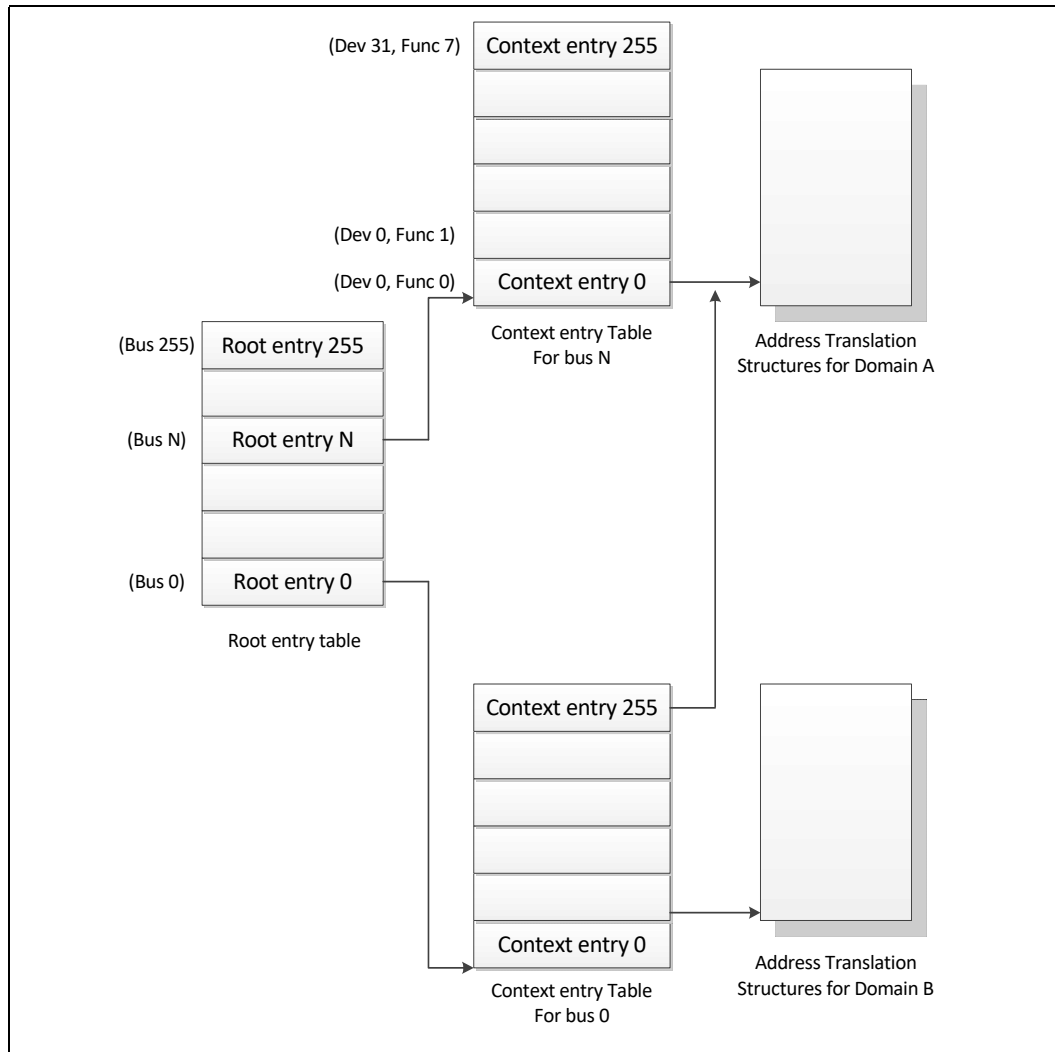 (Dev 31, Func 7)
Context entry 255
(Dev 0, Func 1)
(Dev 0, Func 0)
Context entry 0
Context entry Table
For bus N
Address Translation
Structures for Domain A
(Bus 255)
Root entry 255
(Bus N)
Root entry N
(Bus 0)
Root entry 0
Root entry table
Context entry 255
Context entry 0
Context entry Table
For bus 0
Address Translation
Structures for Domain B